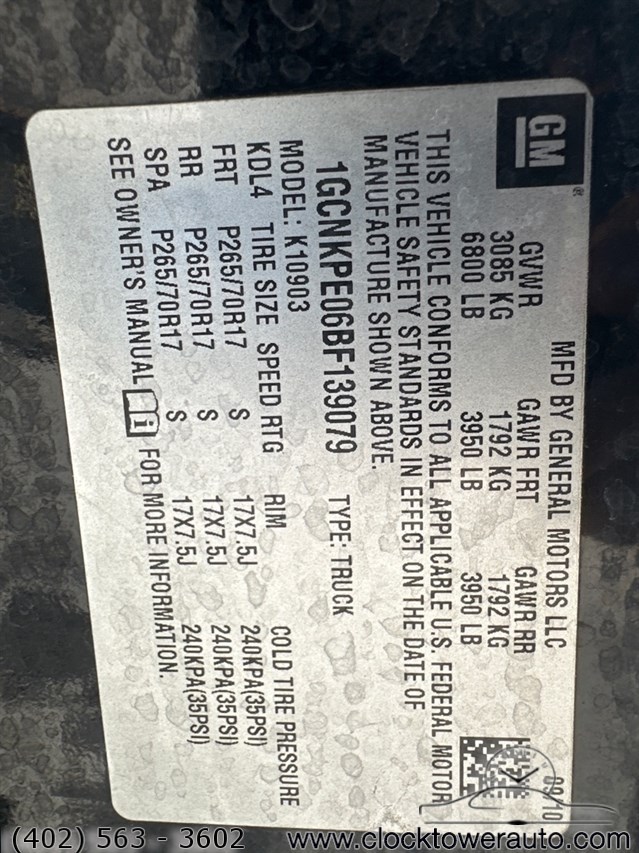 GM ®
MFD BY GENERAL MOTORS LLC
GVWR GAWR FRT GAWR RR
3085 KG 1792 KG 1792 KG
6800 LB 3950 LB 3950 LB
THIS VEHICLE CONFORMS TO ALL APPLICABLE U.S. FEDERAL MOTOR
VEHICLE SAFETY STANDARDS IN EFFECT ON THE DATE OF
MANUFACTURE SHOWN ABOVE.
1GCNKPE06BF139079 TYPE: TRUCK
MODEL: K10903
KDL4 TIRE SIZE SPEED RTG RIM COLD TIRE PRESSURE
FRT P265/70R17 S 17X7.5J 240KPA(35PSI)
RR P265/70R17 S 17X7.5J 240KPA(35PSI)
SPA P265/70R17 S 17X7.5J 240KPA(35PSI)
SEE OWNER'S MANUAL FOR MORE INFORMATION.
(402) 563 - 3602 www.clocktowerauto.com